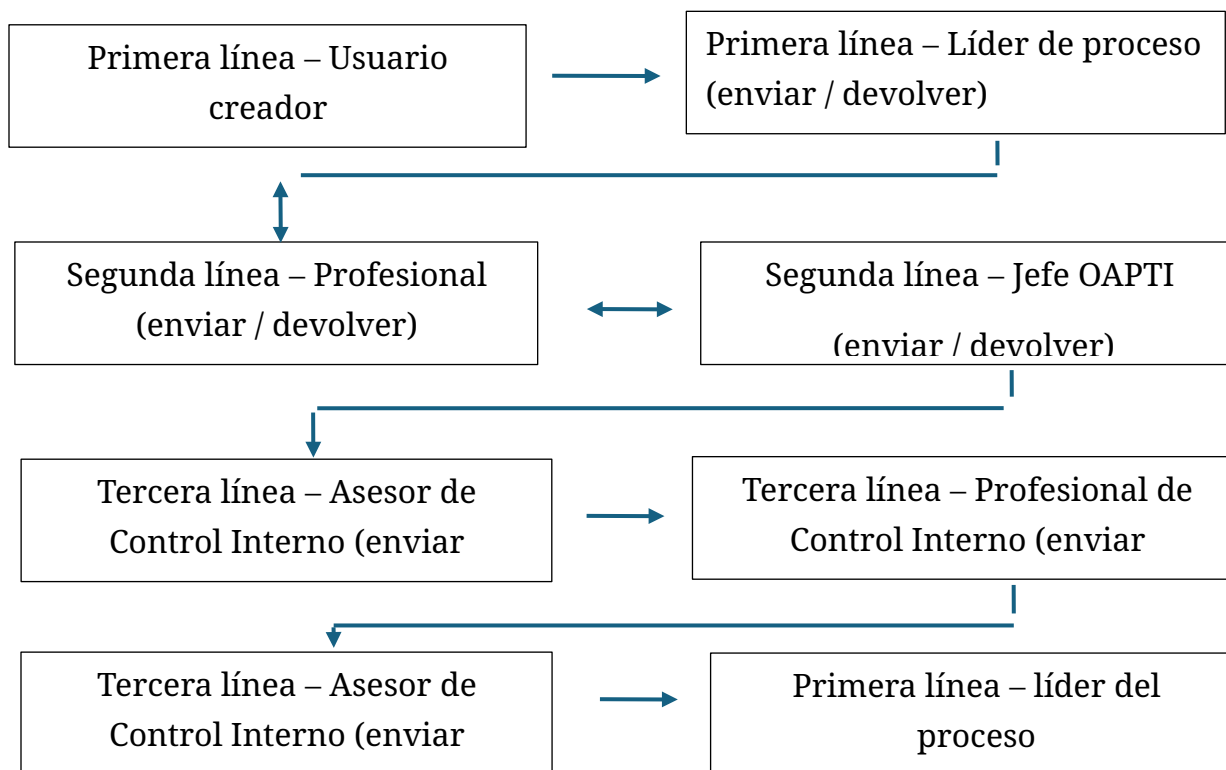 Primera línea – Usuario
creador
Primera línea – Líder de proceso
(enviar / devolver)
Segunda línea – Profesional
(enviar / devolver)
Segunda línea – Jefe OAPTI
(enviar / devolver)
Tercera línea – Asesor de
Control Interno (enviar
Tercera línea – Profesional de
Control Interno (enviar
Tercera línea – Asesor de
Control Interno (enviar
Primera línea – líder del
proceso